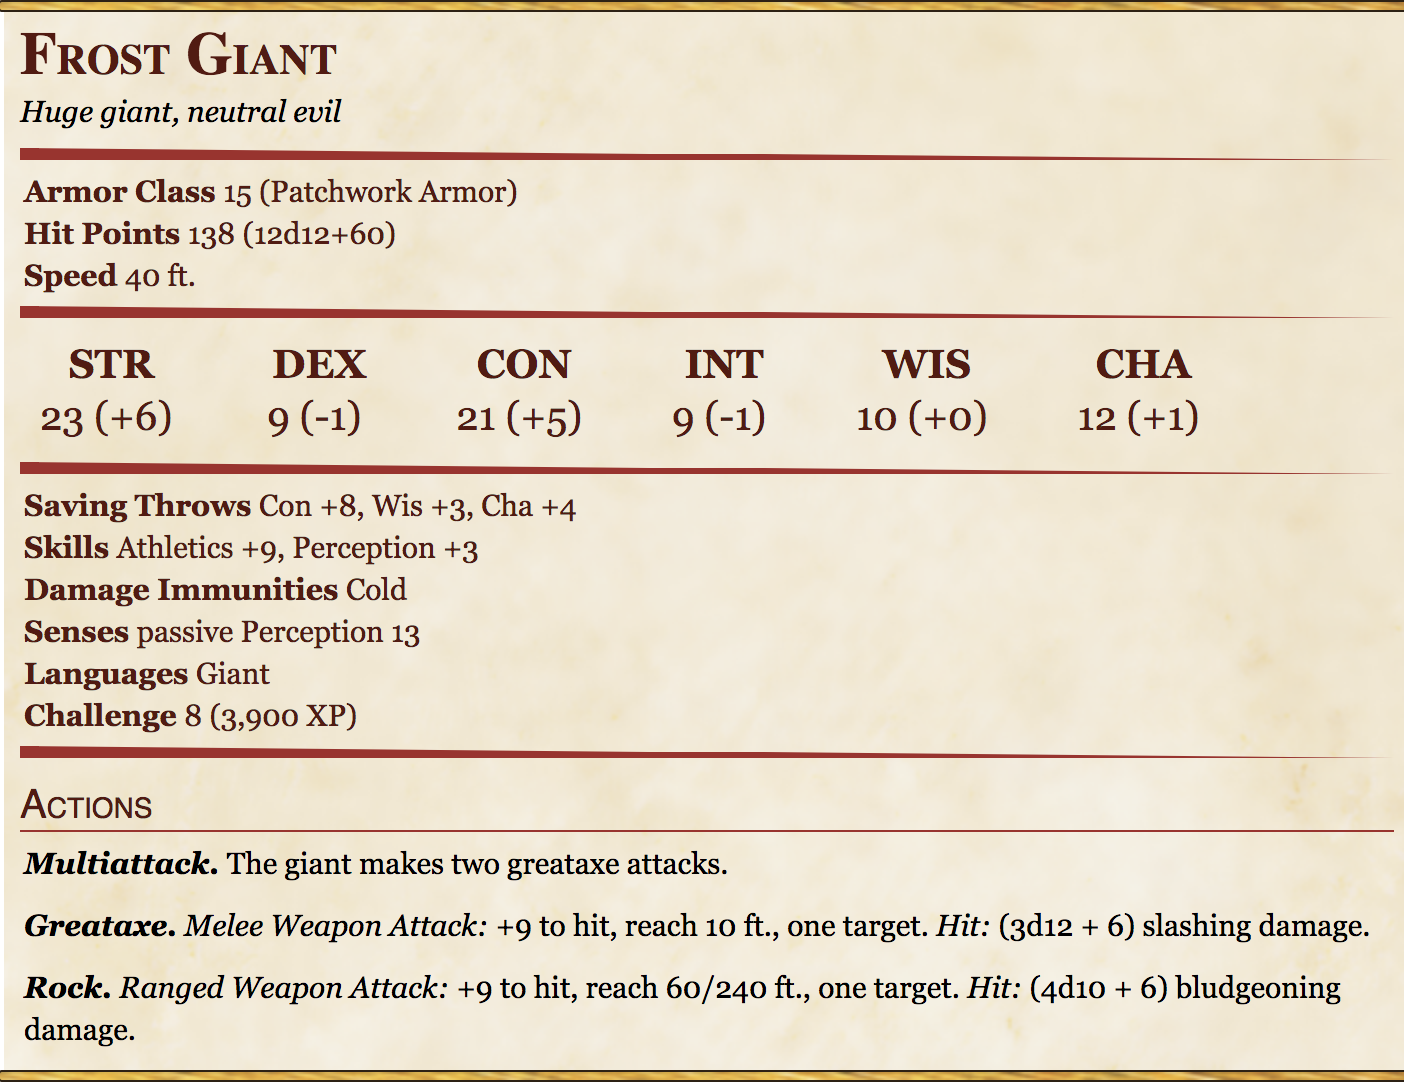 Frost Giant
Huge giant, neutral evil
Armor Class 15 (Patchwork Armor)
Hit Points 138 (12d12+60)
Speed 40 ft.
STR DEX CON INT WIS CHA
23 (+6) 9 (-1) 21 (+5) 9 (-1) 10 (+0) 12 (+1)
Saving Throws Con +8, Wis +3, Cha +4
Skills Athletics +9, Perception +3
Damage Immunities Cold
Senses passive Perception 13
Languages Giant
Challenge 8 (3,900 XP)
Actions
Multiattack. The giant makes two greataxe attacks.
Greataxe. Melee Weapon Attack: +9 to hit, reach 10 ft., one target. Hit: (3d12 + 6) slashing damage.
Rock. Ranged Weapon Attack: +9 to hit, reach 60/240 ft., one target. Hit: (4d10 + 6) bludgeoning
damage.